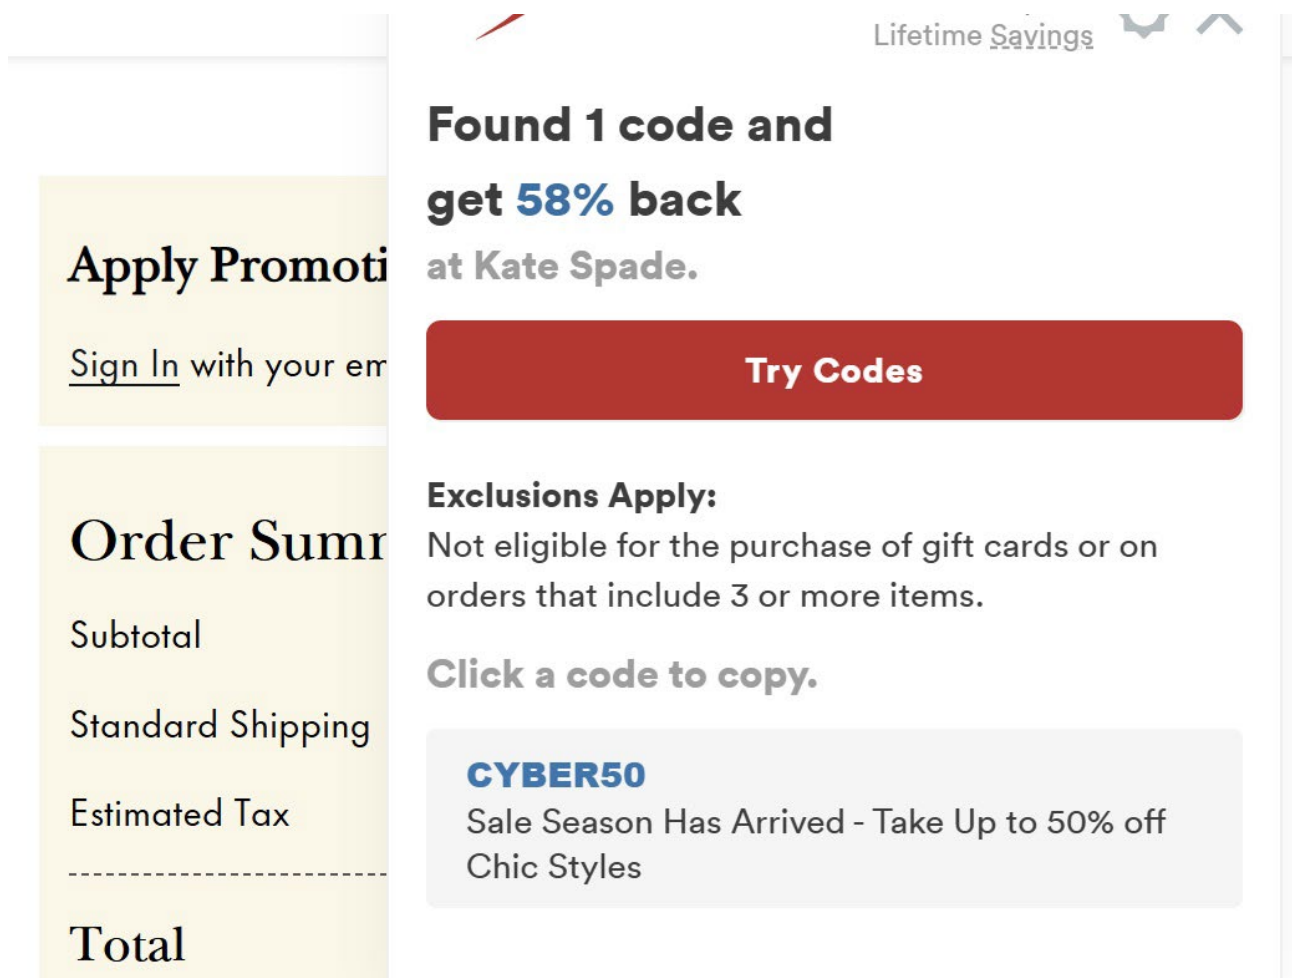 Lifetime Savings
Found 1 code and
get 58% back
at Kate Spade.
Try Codes
Exclusions Apply:
Not eligible for the purchase of gift cards or on
orders that include 3 or more items.
Click a code to copy.
CYBER50
Sale Season Has Arrived - Take Up to 50% off
Chic Styles
Apply Promoti
Sign In with your em
Order Sum
Subtotal
Standard Shipping
Estimated Tax
Total